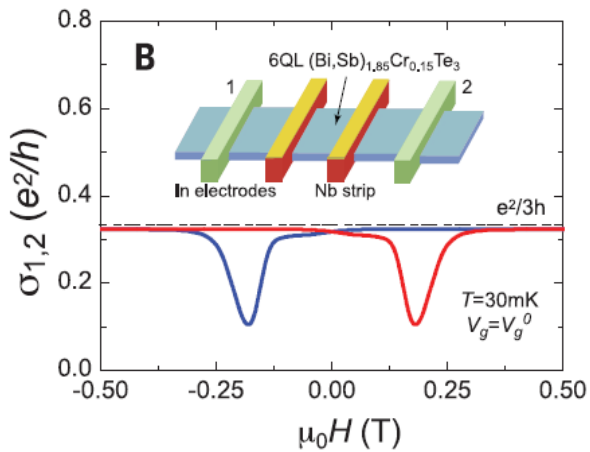 B
6QL (Bi,Sb)₁.₈₅Cr₀.₁₅Te₃
1
2
In electrodes
Nb strip
e²/3h
T=30mK
V_g=V_g⁰
σ₁,₂ (e²/h)
0.8
0.6
0.4
0.2
0.0
-0.50
-0.25
0.00
0.25
0.50
μ₀H (T)